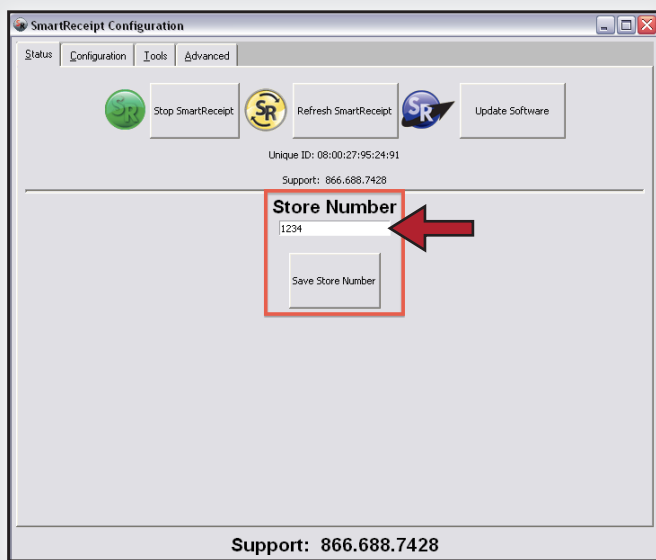 SmartReceipt Configuration
Status Configuration Tools Advanced
SR Stop SmartReceipt SR Refresh SmartReceipt SR Update Software
Unique ID: 08:00:27:95:24:91
Support: 866.688.7428
Store Number
1234
Save Store Number
Support: 866.688.7428